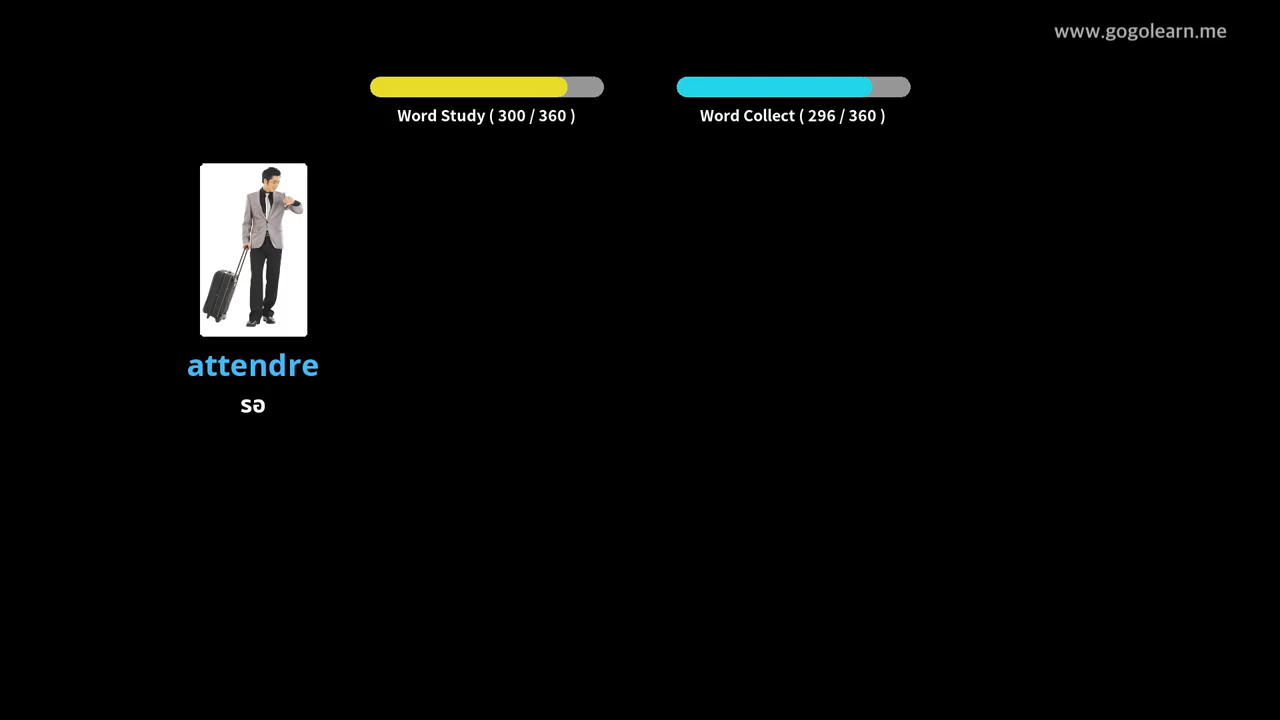 www.gogolearn.me
Word Study ( 300 / 360 )
Word Collect ( 296 / 360 )
attendre
รอ